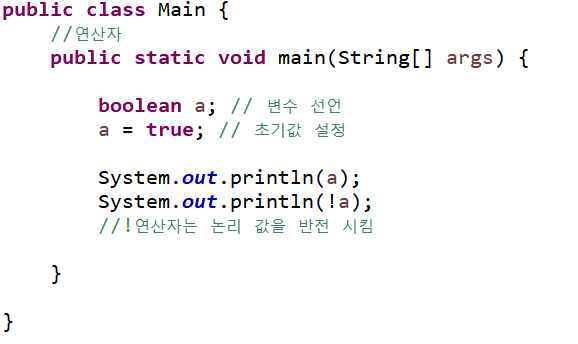 public class Main {
//연산자
public static void main(String[] args) {
boolean a; // 변수 선언
a = true; // 초기값 설정
System.out.println(a);
System.out.println(!a);
//!연산자는 논리 값을 반전 시킴
}
}